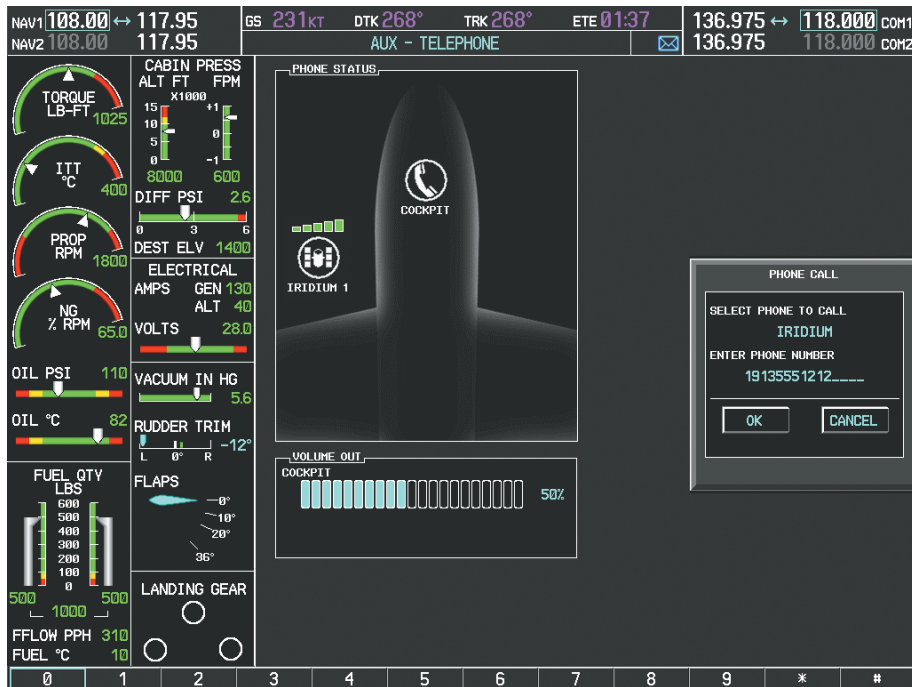 NAV1 108.00 ↔ 117.95
NAV2 108.00 117.95
GS 231KT DTK 268° TRK 268° ETE 01:37
AUX – TELEPHONE
136.975 ↔ 118.000 COM1
136.975 118.000 COM2
TORQUE
LB-FT
1025
ITT
°C
400
PROP
RPM
1800
NG
% RPM
65.0
OIL PSI 110
OIL °C 82
FUEL QTY
LBS
600
500
400
300
200
100
0
500 500
1000
FFLOW PPH 310
FUEL °C 10
CABIN PRESS
ALT FT FPM
X1000
15 +1
10
0
5
0 -1
8000 600
DIFF PSI 2.6
0 3 6
DEST ELV 1400
ELECTRICAL
AMPS GEN 130
ALT 40
VOLTS 28.0
VACUUM IN HG
5.6
RUDDER TRIM
-12°
L 0° R
FLAPS
0°
10°
20°
36°
LANDING GEAR
PHONE STATUS
COCKPIT
IRIDIUM 1
VOLUME OUT
COCKPIT
50%
PHONE CALL
SELECT PHONE TO CALL
IRIDIUM
ENTER PHONE NUMBER
19135551212____
OK CANCEL
0 1 2 3 4 5 6 7 8 9 * #